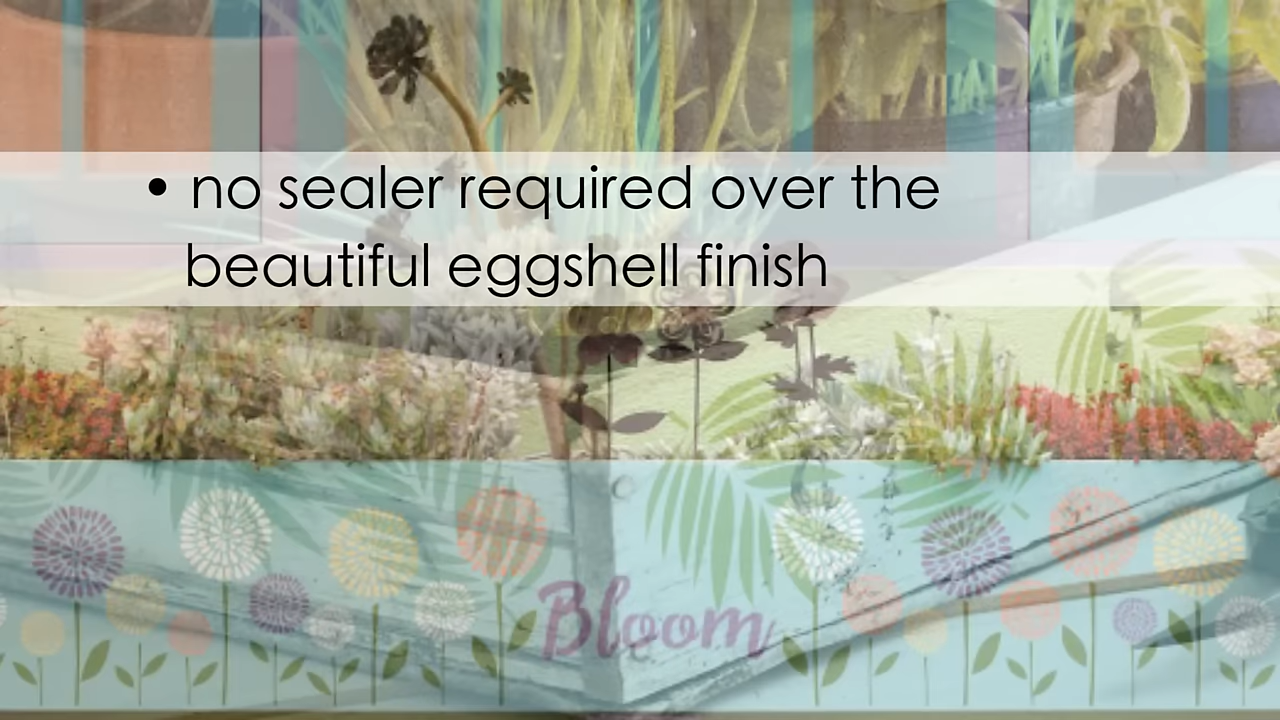 • no sealer required over the
beautiful eggshell finish
Bloom